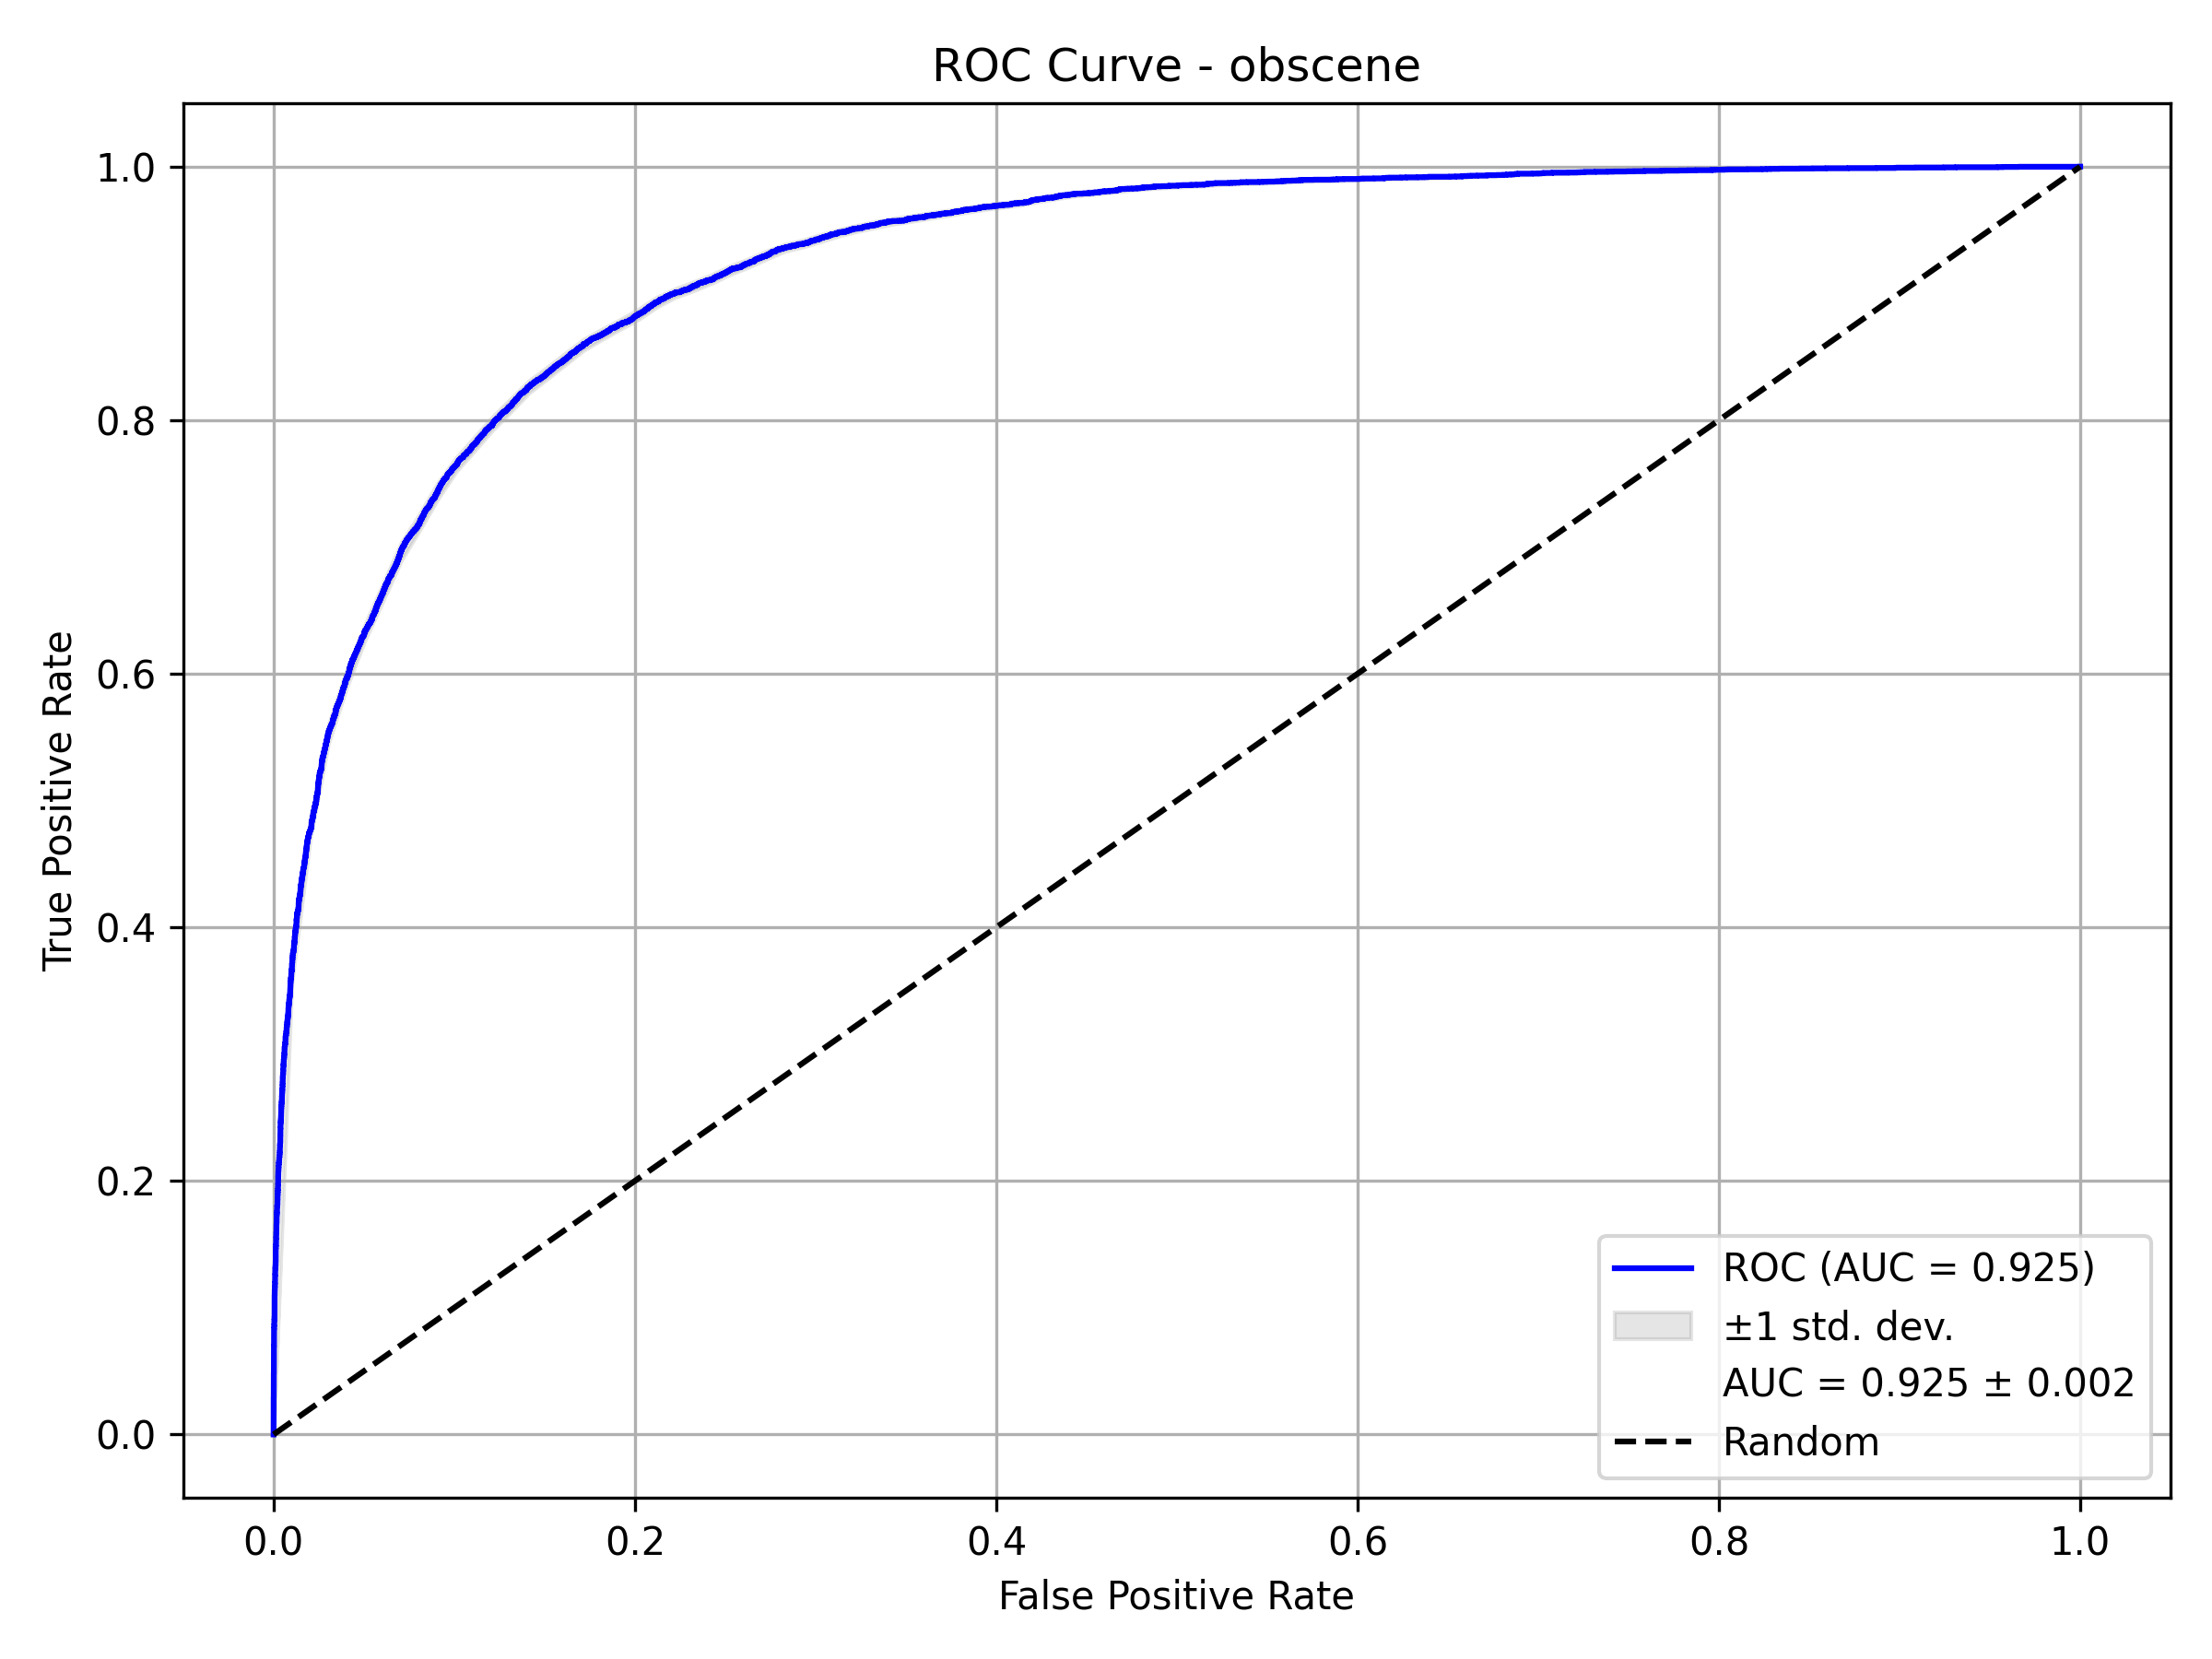 ROC Curve - obscene
True Positive Rate
1.0
0.8
0.6
0.4
0.2
0.0
0.0 0.2 0.4 0.6 0.8 1.0
False Positive Rate
ROC (AUC = 0.925)
±1 std. dev.
AUC = 0.925 ± 0.002
Random